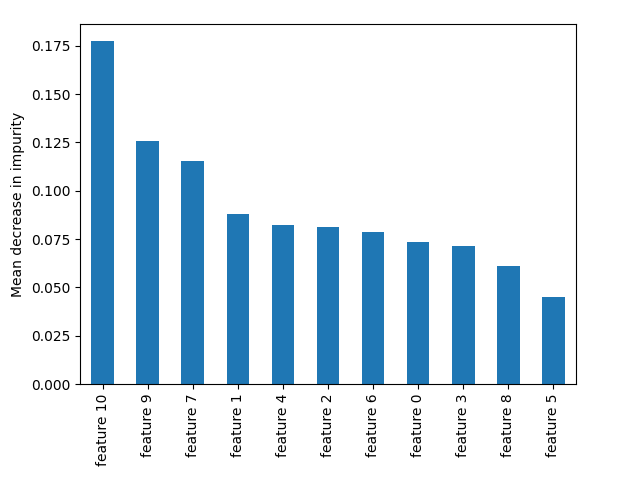 0.175
0.150
0.125
0.100
0.075
0.050
0.025
0.000
Mean decrease in impurity
feature 10
feature 9
feature 7
feature 1
feature 4
feature 2
feature 6
feature 0
feature 3
feature 8
feature 5